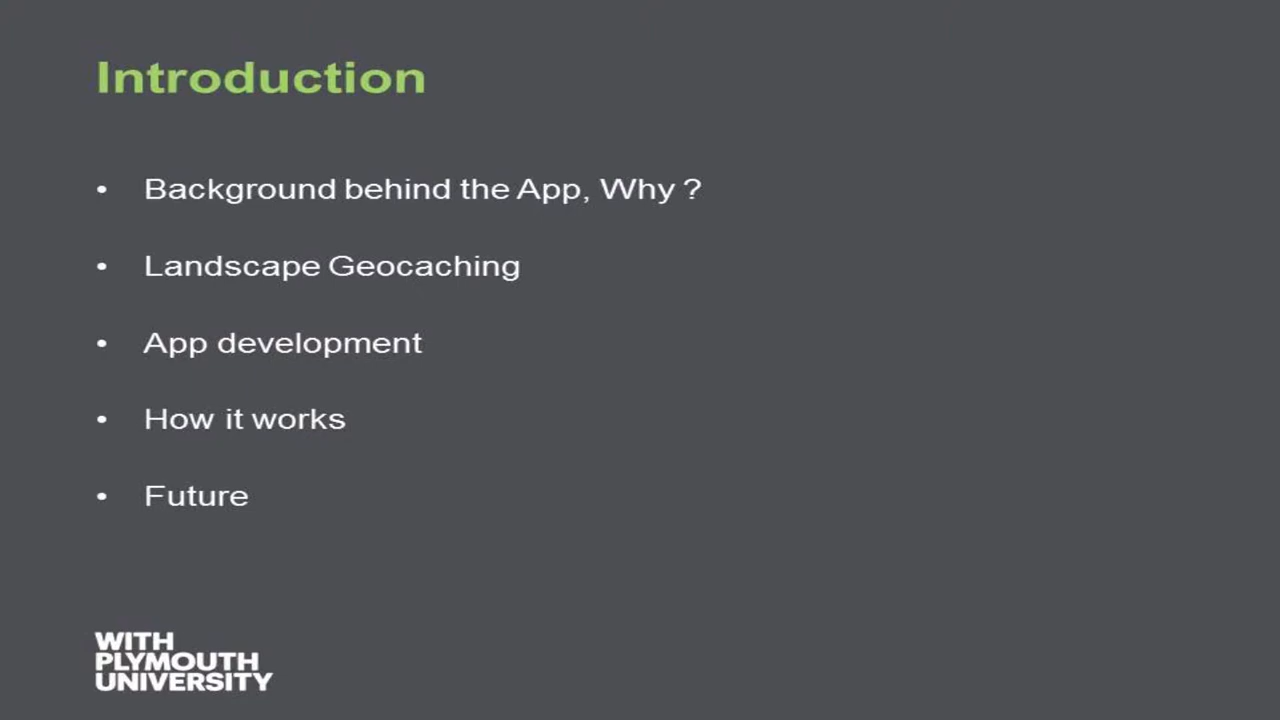 Introduction
• Background behind the App, Why ?
• Landscape Geocaching
• App development
• How it works
• Future
WITH
PLYMOUTH
UNIVERSITY